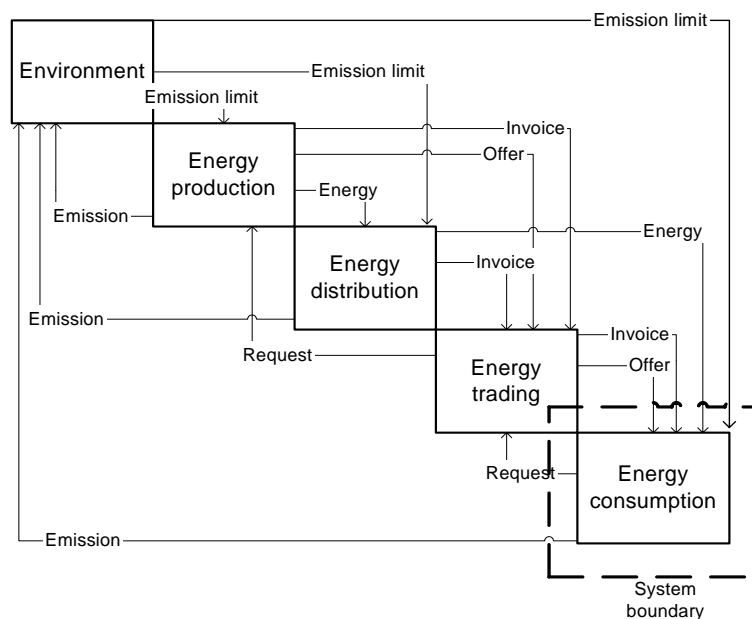 Emission limit
Environment
Emission limit
Emission limit
Invoice
Offer
Energy
production
Energy
Emission
Energy
Energy
distribution
Invoice
Emission
Request
Invoice
Energy
trading
Offer
Request
Energy
consumption
Emission
System
boundary